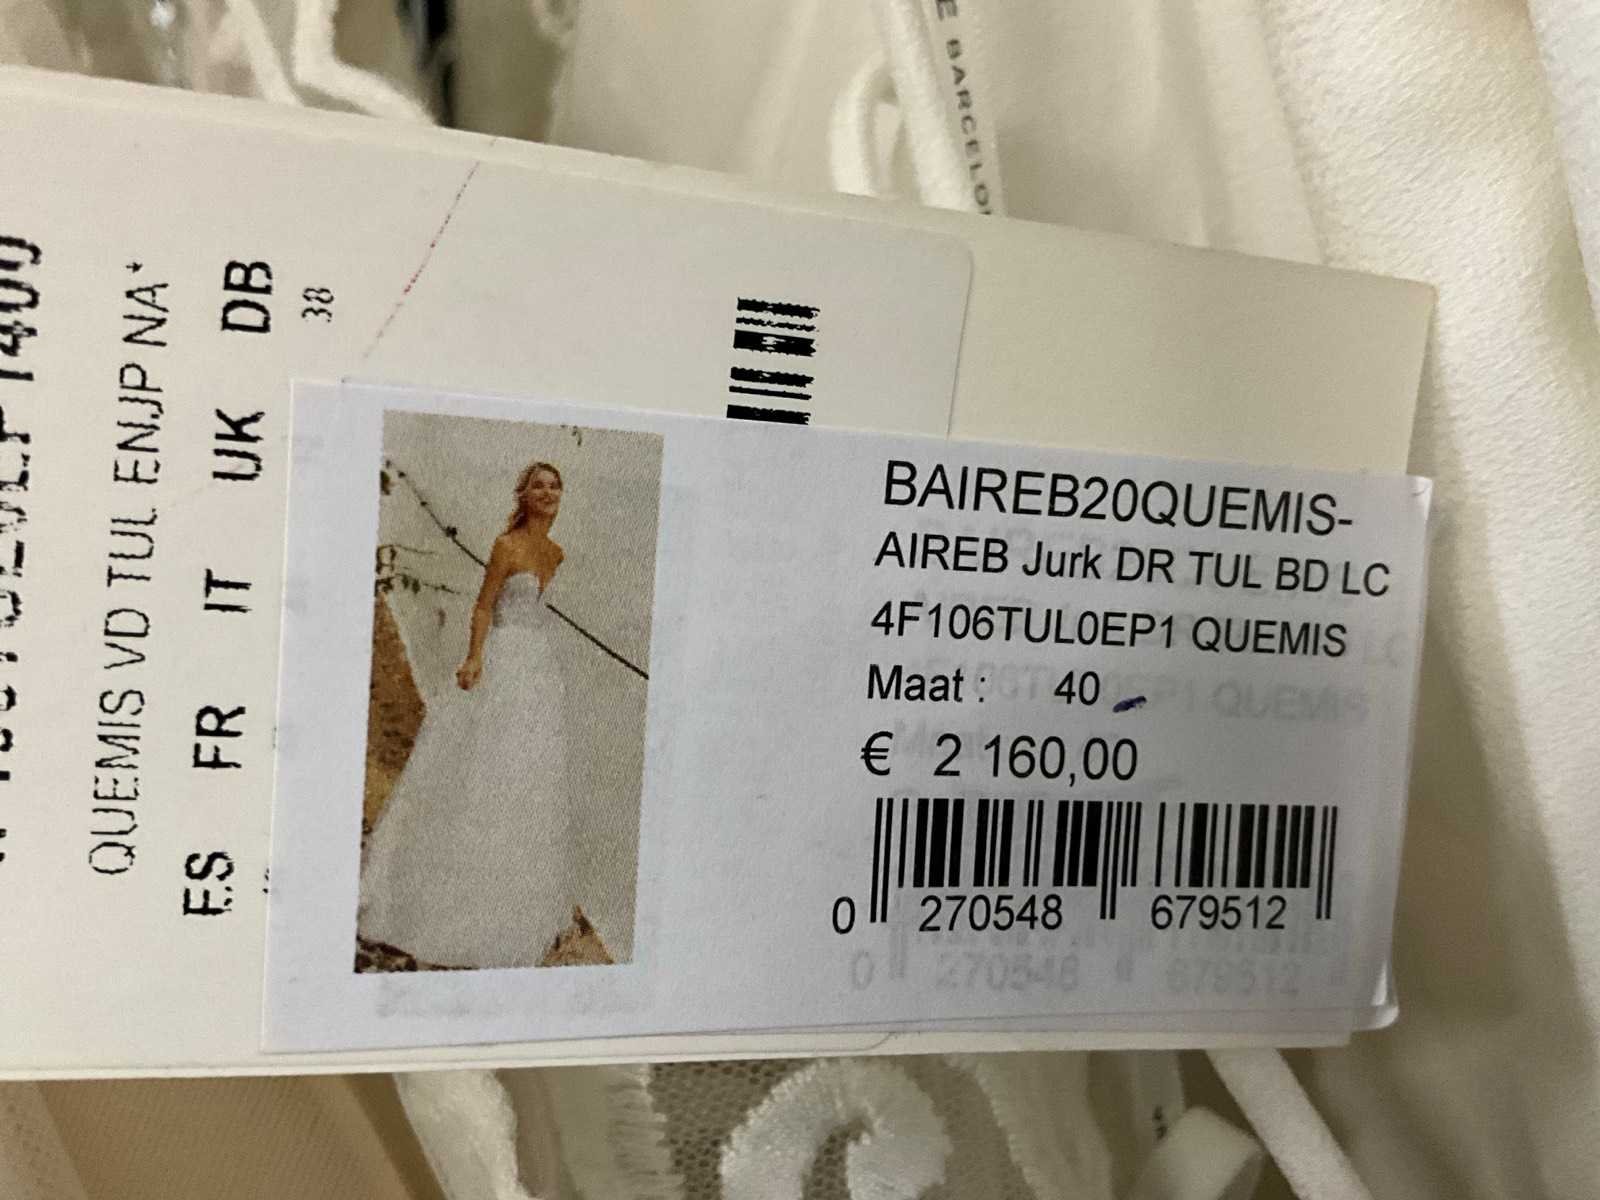 E BARCELO
QUEMIS VD TUL ENJP NA*
ES FR IT UK DB
38
BAIREB20QUEMIS-
AIREB Jurk DR TUL BD LC
4F106TUL0EP1 QUEMIS
Maat : 40
€ 2 160,00
0 270548 679512